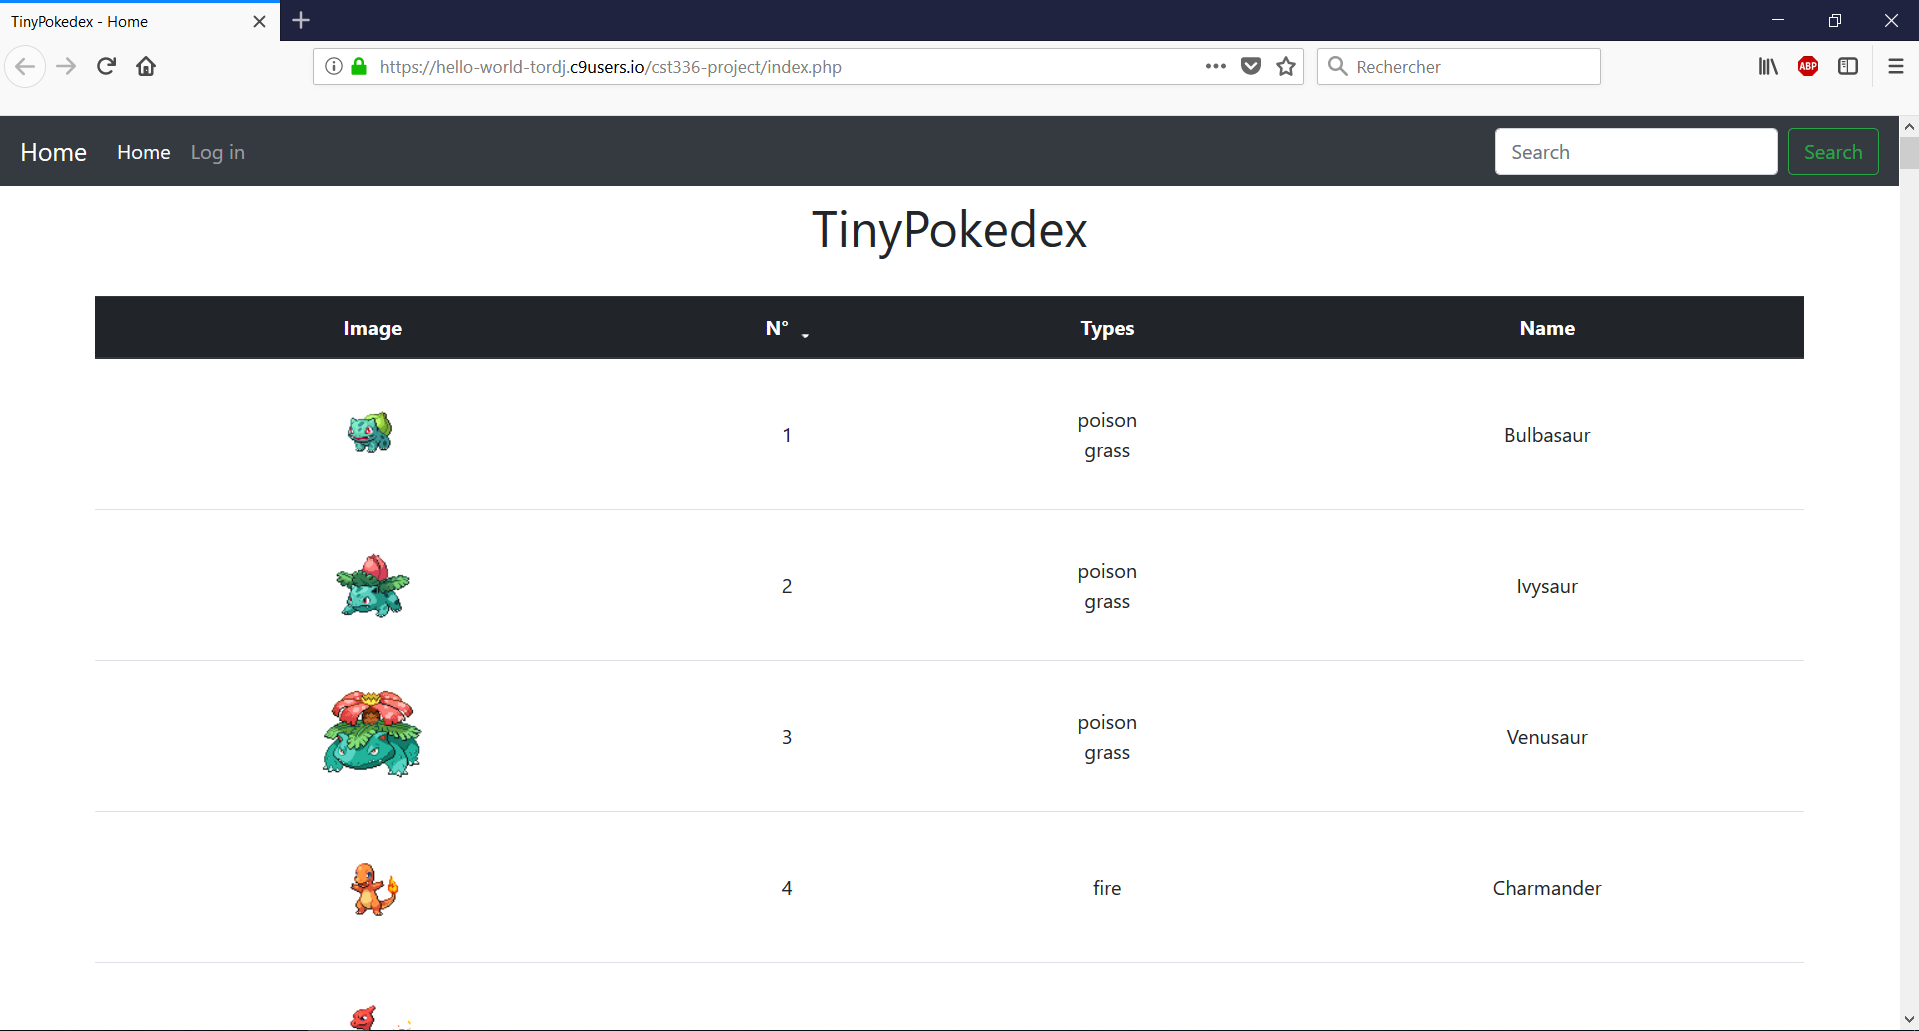 TinyPokedex - Home
https://hello-world-tordj.c9users.io/cst336-project/index.php
Rechercher
ABP
Home Home Log in Search Search
TinyPokedex
Image N° Types Name
1 poison grass Bulbasaur
2 poison grass Ivysaur
3 poison grass Venusaur
4 fire Charmander